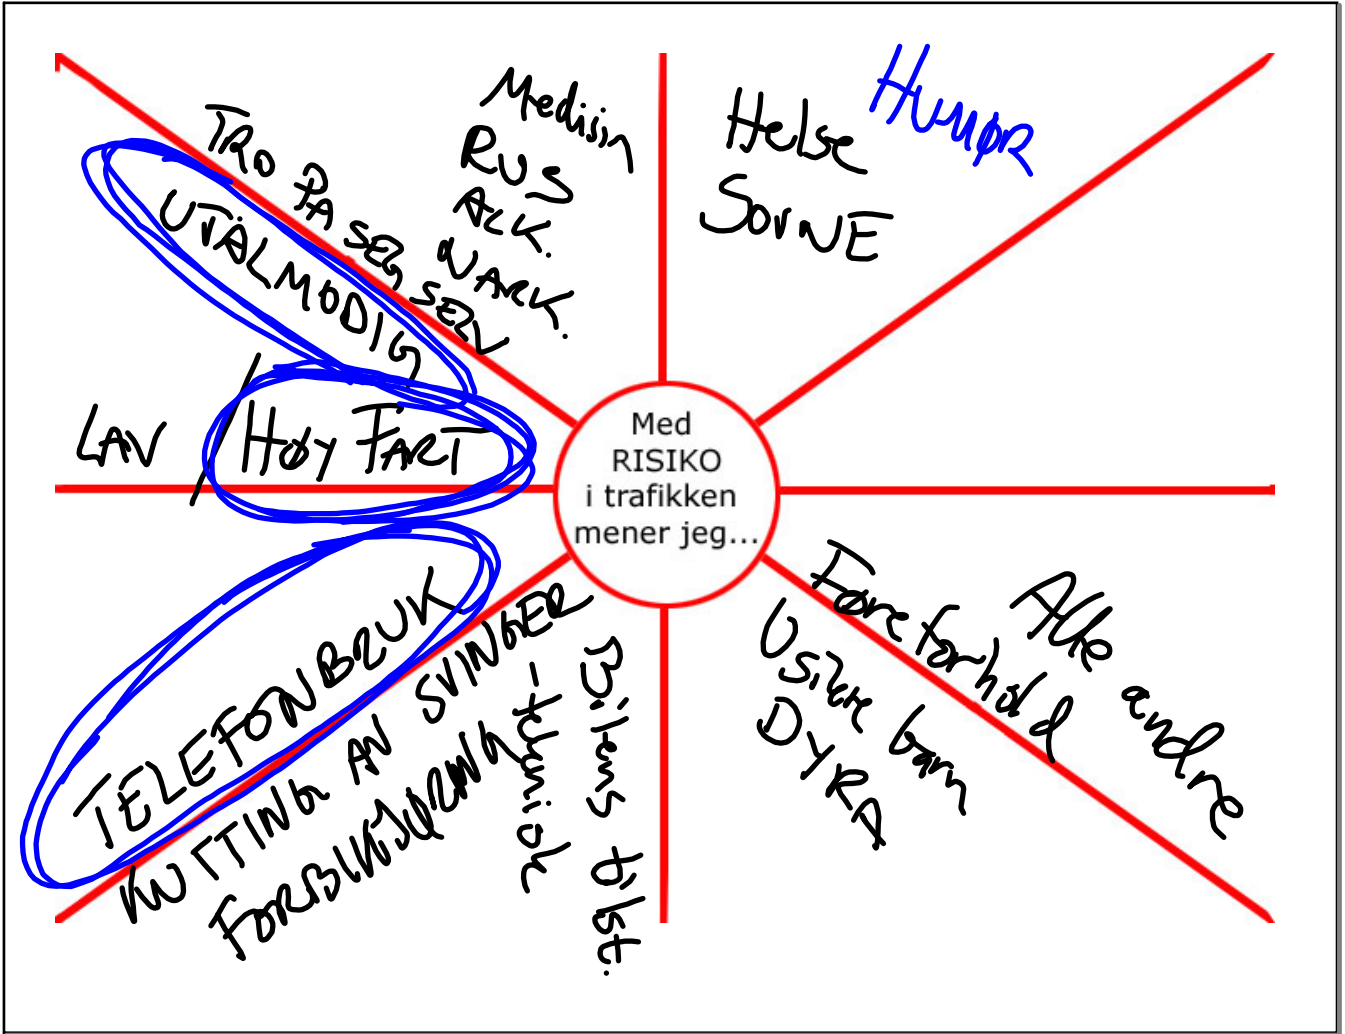 Medisin
RUS
ALK.
NARK.
TRO PÅ SEG SELV
UTÅLMODIG
LAV / HØY FART
Helse
SOVNE
HUMØR
Med
RISIKO
i trafikken
mener jeg...
TELEFONBRUK
KUTTING AV SVINGER
FORBIKJØRING
Bilens tilst.
- teknisk
Føreforhold
Usikre barn
DYRA
Alle andre